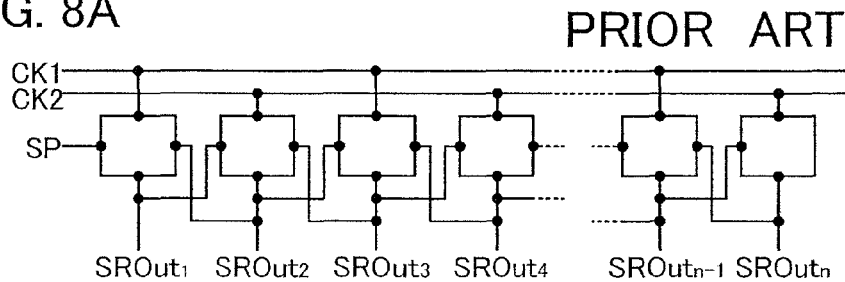 G. 8A
PRIOR ART
CK1
CK2
SP
SROut1 SROut2 SROut3 SROut4 SROutn-1 SROutn